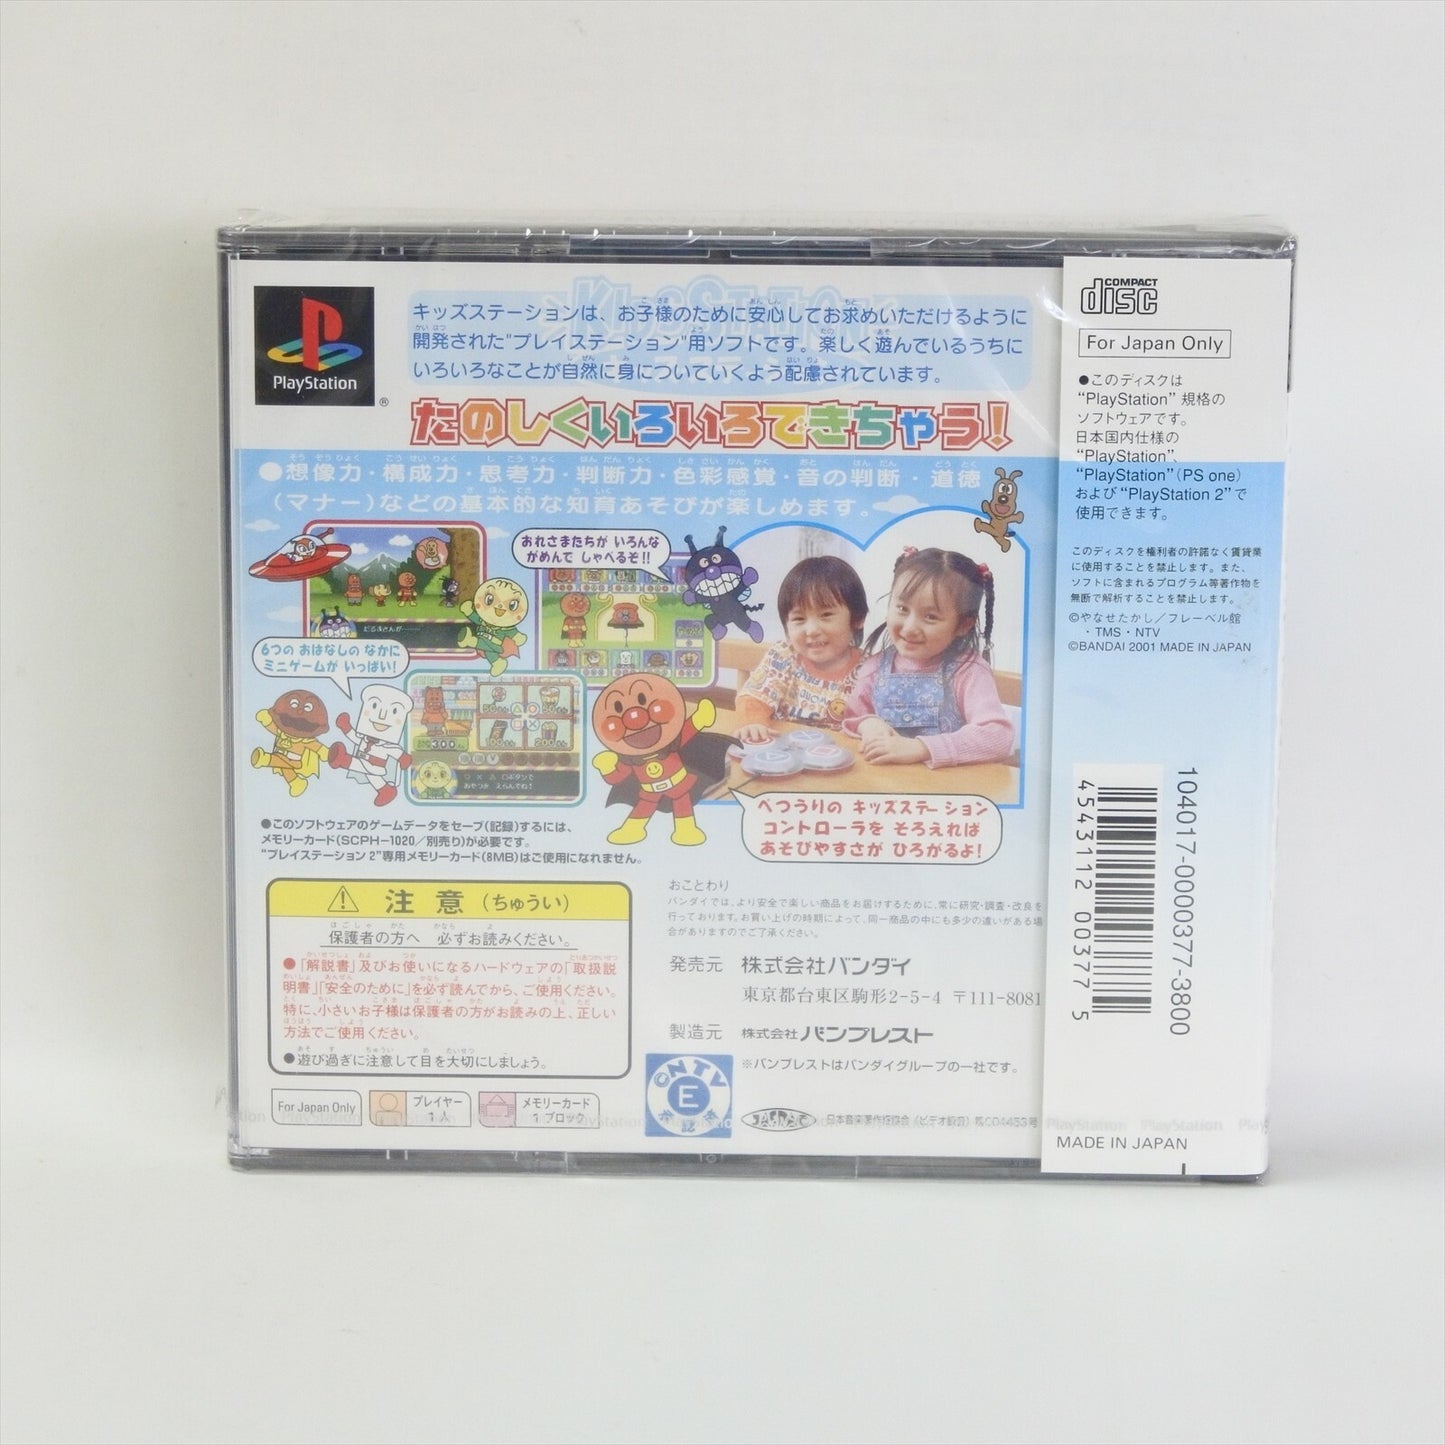 PlayStation
®
キッズステーションは、お子様のために安心してお求めいただけるように
開発された"プレイステーション"用ソフトです。楽しく遊んでいるうちに
いろいろなことが自然に身についていくよう配慮されています。
たのしくいろいろできちゃう!
●想像力・構成力・思考力・判断力・色彩感覚・音の判断・道徳
(マナー)などの基本的な知育あそびが楽しめます。
おれさまたちが いろんな
がめんで しゃべるぞ!!
6つの おはなしの なかに
ミニゲームが いっぱい!
べつうりの キッズステーション
コントローラを そろえれば
あそびやすさが ひろがるよ!
●このソフトウェアのゲームデータをセーブ(記録)するには、
メモリーカード(SCPH-1020/別売り)が必要です。
"プレイステーション 2"専用メモリーカード(8MB)はご使用になれません。
注意(ちゅうい)
保護者の方へ 必ずお読みください。
●「解説書」及びお使いになるハードウェアの「取扱説
明書」「安全のために」を必ず読んでから、ご使用ください。
特に、小さいお子様は保護者の方がお読みの上、正しい
方法でご使用ください。
●遊び過ぎに注意して目を大切にしましょう。
For Japan Only
プレイヤー
1人
メモリーカード
1ブロック
おことわり
バンダイでは、より安全で楽しい商品をお届けするために、常に研究・調査・改良を
行っております。お買い上げの時期によって、同一商品の中にも多少の違いがある場
合がありますのでご了承ください。
発売元 株式会社バンダイ
東京都台東区駒形2-5-4 〒111-8081
製造元 株式会社バンプレスト
※バンプレストはバンダイグループの一社です。
NTV
E
COMPACT
disc
For Japan Only
●このディスクは
"PlayStation" 規格の
ソフトウェアです。
日本国内仕様の
"PlayStation"、
"PlayStation"(PS one)
および"PlayStation 2"で
使用できます。
このディスクを権利者の許諾なく賃貸業
に使用することを禁止します。また、
ソフトに含まれるプログラム等著作物を
無断で解析することを禁止します。
©やなせたかし/フレーベル館
・TMS・NTV
©BANDAI 2001 MADE IN JAPAN
4 543112 003775
104017-0000377-3800
PlayStation PlayStation
MADE IN JAPAN